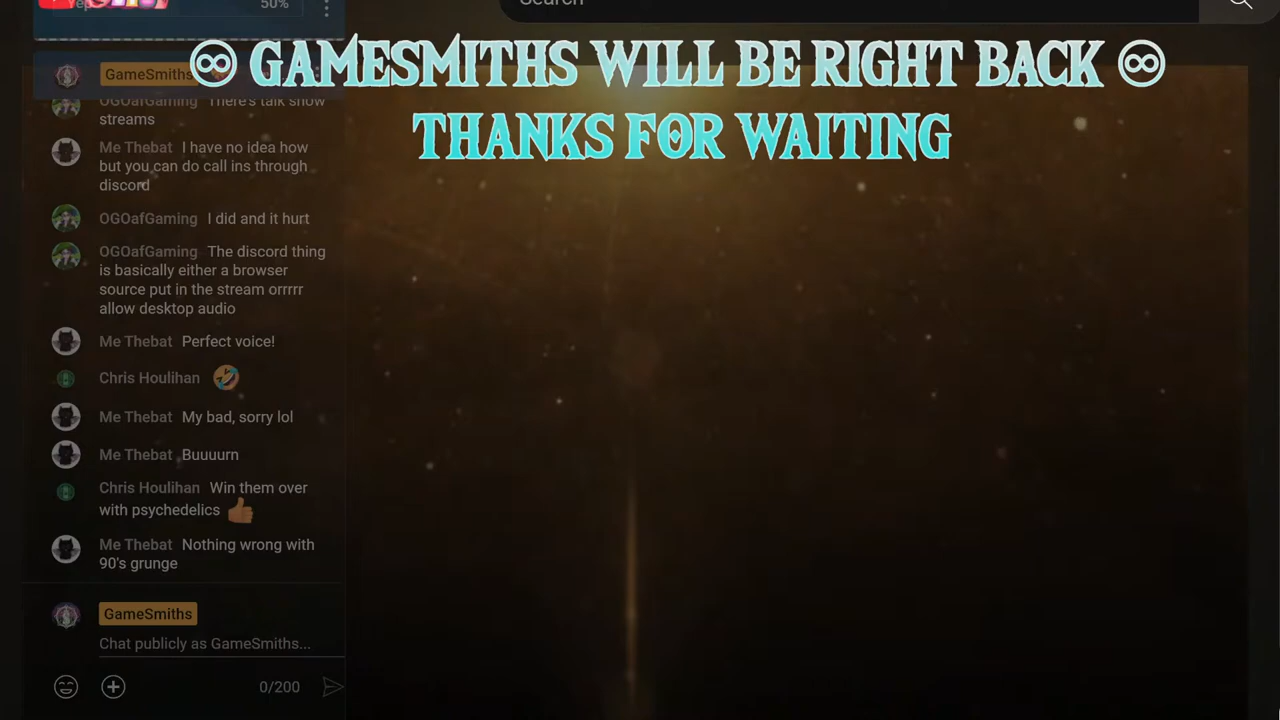 Yep
50%
Search
♾ GAMESMITHS WILL BE RIGHT BACK ♾
THANKS FOR WAITING
GameSmiths
OGOafGaming There's talk show
streams
Me Thebat I have no idea how
but you can do call ins through
discord
OGOafGaming I did and it hurt
OGOafGaming The discord thing
is basically either a browser
source put in the stream orrrrr
allow desktop audio
Me Thebat Perfect voice!
Chris Houlihan 🤣
Me Thebat My bad, sorry lol
Me Thebat Buuuurn
Chris Houlihan Win them over
with psychedelics 👍🏾
Me Thebat Nothing wrong with
90's grunge
GameSmiths
Chat publicly as GameSmiths...
0/200